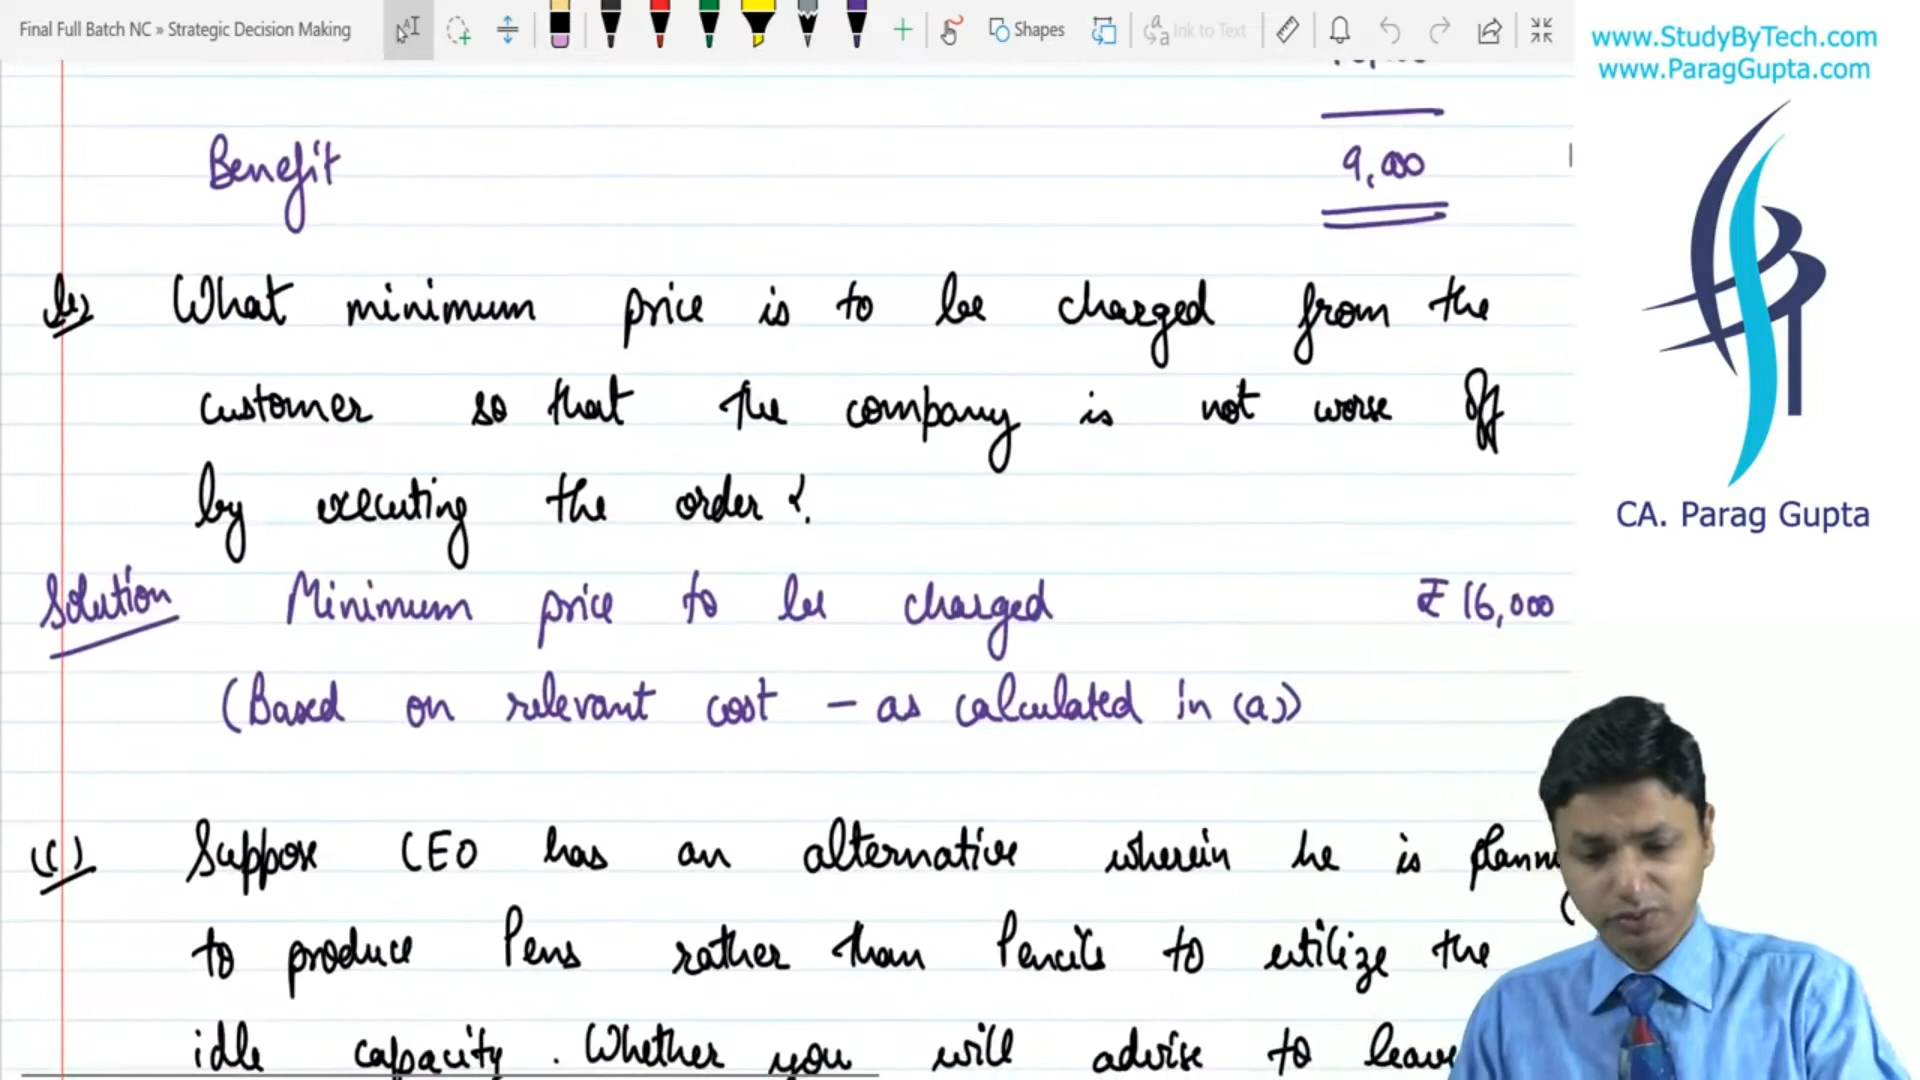 Final Full Batch NC » Strategic Decision Making
Shapes
Ink to Text
www.StudyByTech.com
www.ParagGupta.com
Benefit 9,000
(b) What minimum price is to be charged from the
customer so that the company is not worse off
by executing the order?
Solution Minimum price to be charged ₹ 16,000
(Based on relevant cost - as calculated in (a))
CA. Parag Gupta
(c) Suppose CEO has an alternative wherein he is
to produce Pens rather than Pencils to utilize the
idle capacity. Whether you will advise to leave